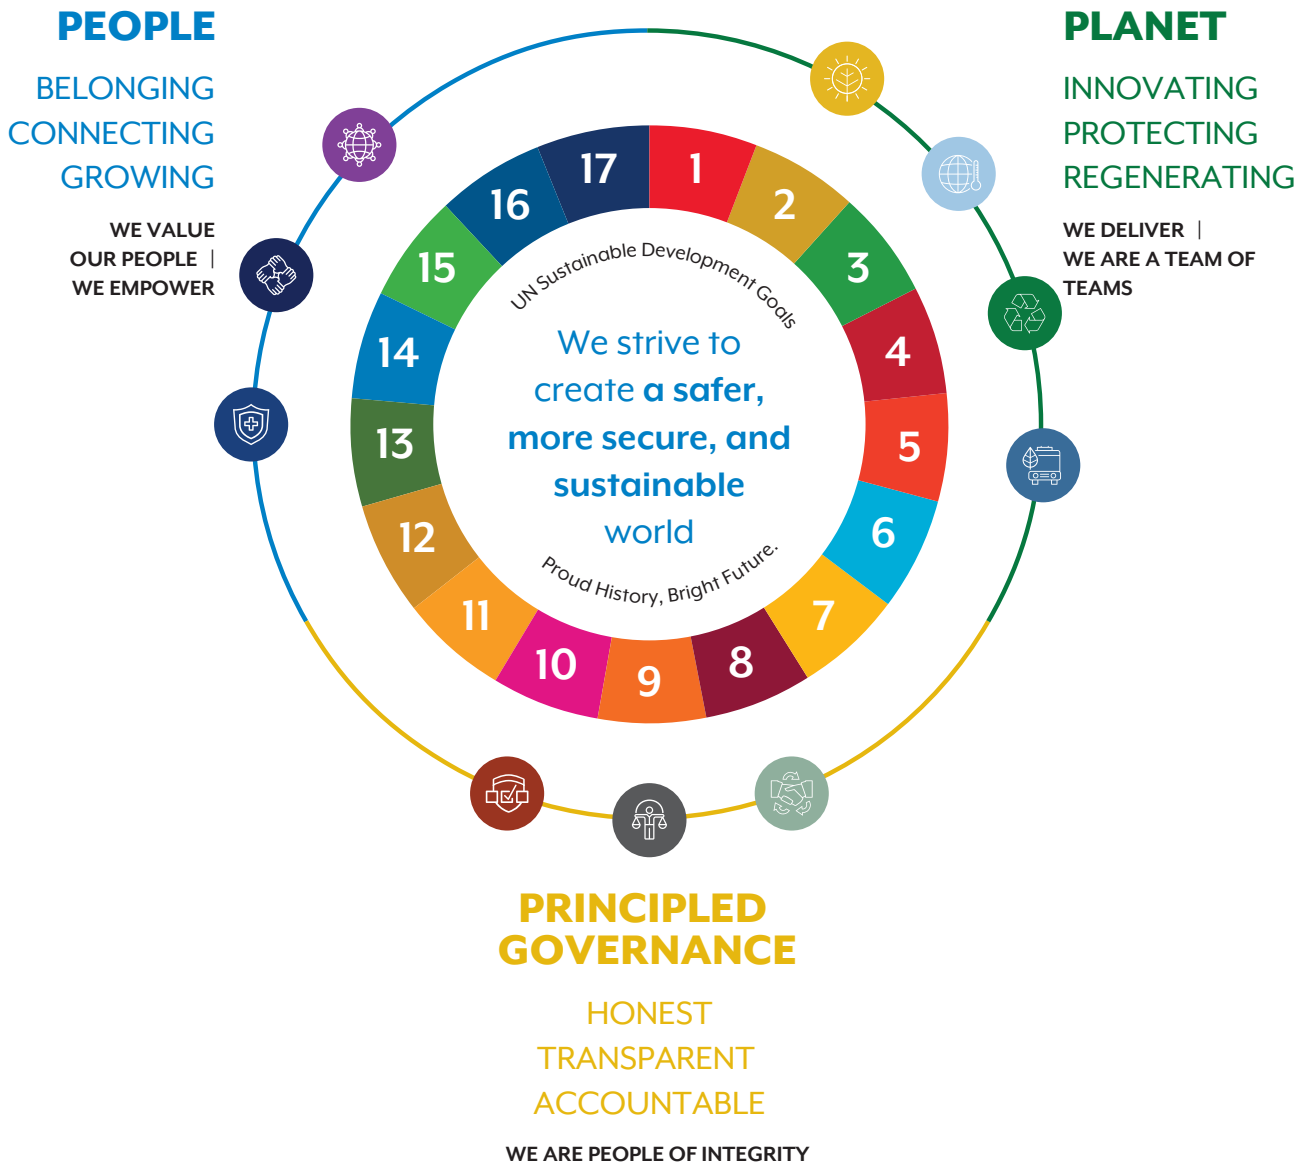 PEOPLE
BELONGING
CONNECTING
GROWING
WE VALUE
OUR PEOPLE |
WE EMPOWER
PLANET
INNOVATING
PROTECTING
REGENERATING
WE DELIVER |
WE ARE A TEAM OF
TEAMS
1
2
3
4
5
6
7
8
9
10
11
12
13
14
15
16
17
UN Sustainable Development Goals
We strive to
create a safer,
more secure, and
sustainable
world
Proud History, Bright Future.
PRINCIPLED
GOVERNANCE
HONEST
TRANSPARENT
ACCOUNTABLE
WE ARE PEOPLE OF INTEGRITY